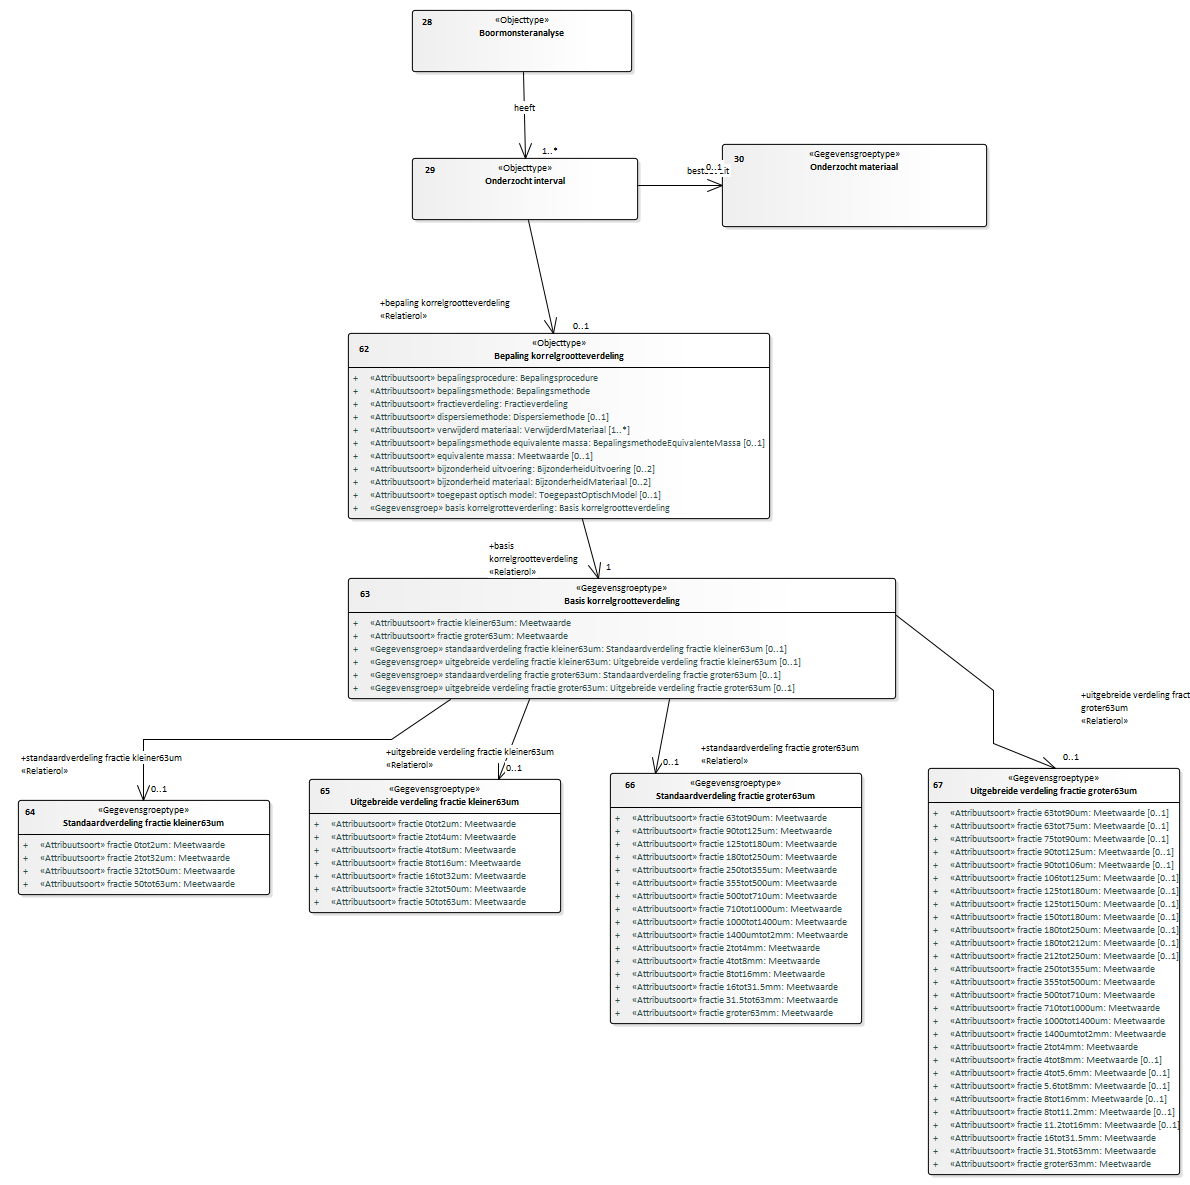 28
«Objecttype»
Boormonsteranalyse
heeft
1..*
29
«Objecttype»
Onderzocht interval
0..1
30
«Gegevensgroeptype»
Onderzocht materiaal
+bepaling korrelgrootteverdeling
«Relatierol»
0..1
62
«Objecttype»
Bepaling korrelgrootteverdeling
+ «Attribuutsoort» bepalingsprocedure: Bepalingsprocedure
+ «Attribuutsoort» bepalingsmethode: Bepalingsmethode
+ «Attribuutsoort» fractieverdeling: Fractieverdeling
+ «Attribuutsoort» dispersiemethode: Dispersiemethode [0..1]
+ «Attribuutsoort» verwijderd materiaal: VerwijderdMateriaal [1..*]
+ «Attribuutsoort» bepalingsmethode equivalente massa: BepalingsmethodeEquivalenteMassa [0..1]
+ «Attribuutsoort» equivalente massa: Meetwaarde [0..1]
+ «Attribuutsoort» bijzonderheid uitvoering: BijzonderheidUitvoering [0..2]
+ «Attribuutsoort» bijzonderheid materiaal: BijzonderheidMateriaal [0..2]
+ «Attribuutsoort» toegepast optisch model: ToegepastOptischModel [0..1]
+ «Gegevensgroep» basis korrelgrotteverderling: Basis korrelgrootteverdeling
+basis
korrelgrootteverdeling
«Relatierol»
1
63
«Gegevensgroeptype»
Basis korrelgrootteverdeling
+ «Attribuutsoort» fractie kleiner63um: Meetwaarde
+ «Attribuutsoort» fractie groter63um: Meetwaarde
+ «Gegevensgroep» standaardverdeling fractie kleiner63um: Standaardverdeling fractie kleiner63um [0..1]
+ «Gegevensgroep» uitgebreide verdeling fractie kleiner63um: Uitgebreide verdeling fractie kleiner63um [0..1]
+ «Gegevensgroep» standaardverdeling fractie groter63um: Standaardverdeling fractie groter63um [0..1]
+ «Gegevensgroep» uitgebreide verdeling fractie groter63um: Uitgebreide verdeling fractie groter63um [0..1]
+standaardverdeling fractie kleiner63um
«Relatierol»
0..1
64
«Gegevensgroeptype»
Standaardverdeling fractie kleiner63um
+ «Attribuutsoort» fractie 0tot2um: Meetwaarde
+ «Attribuutsoort» fractie 2tot32um: Meetwaarde
+ «Attribuutsoort» fractie 32tot50um: Meetwaarde
+ «Attribuutsoort» fractie 50tot63um: Meetwaarde
+uitgebreide verdeling fractie kleiner63um
«Relatierol»
0..1
65
«Gegevensgroeptype»
Uitgebreide verdeling fractie kleiner63um
+ «Attribuutsoort» fractie 0tot2um: Meetwaarde
+ «Attribuutsoort» fractie 2tot4um: Meetwaarde
+ «Attribuutsoort» fractie 4tot8um: Meetwaarde
+ «Attribuutsoort» fractie 8tot16um: Meetwaarde
+ «Attribuutsoort» fractie 16tot32um: Meetwaarde
+ «Attribuutsoort» fractie 32tot50um: Meetwaarde
+ «Attribuutsoort» fractie 50tot63um: Meetwaarde
+standaardverdeling fractie groter63um
«Relatierol»
0..1
66
«Gegevensgroeptype»
Standaardverdeling fractie groter63um
+ «Attribuutsoort» fractie 63tot90um: Meetwaarde
+ «Attribuutsoort» fractie 90tot125um: Meetwaarde
+ «Attribuutsoort» fractie 125tot180um: Meetwaarde
+ «Attribuutsoort» fractie 180tot250um: Meetwaarde
+ «Attribuutsoort» fractie 250tot355um: Meetwaarde
+ «Attribuutsoort» fractie 355tot500um: Meetwaarde
+ «Attribuutsoort» fractie 500tot710um: Meetwaarde
+ «Attribuutsoort» fractie 710tot1000um: Meetwaarde
+ «Attribuutsoort» fractie 1000tot1400um: Meetwaarde
+ «Attribuutsoort» fractie 1400umtot2mm: Meetwaarde
+ «Attribuutsoort» fractie 2tot4mm: Meetwaarde
+ «Attribuutsoort» fractie 4tot8mm: Meetwaarde
+ «Attribuutsoort» fractie 8tot16mm: Meetwaarde
+ «Attribuutsoort» fractie 16tot31.5mm: Meetwaarde
+ «Attribuutsoort» fractie 31.5tot63mm: Meetwaarde
+ «Attribuutsoort» fractie groter63mm: Meetwaarde
+uitgebreide verdeling fract
groter63um
«Relatierol»
0..1
67
«Gegevensgroeptype»
Uitgebreide verdeling fractie groter63um
+ «Attribuutsoort» fractie 63tot90um: Meetwaarde [0..1]
+ «Attribuutsoort» fractie 63tot75um: Meetwaarde [0..1]
+ «Attribuutsoort» fractie 75tot90um: Meetwaarde [0..1]
+ «Attribuutsoort» fractie 90tot125um: Meetwaarde [0..1]
+ «Attribuutsoort» fractie 90tot106um: Meetwaarde [0..1]
+ «Attribuutsoort» fractie 106tot125um: Meetwaarde [0..1]
+ «Attribuutsoort» fractie 125tot180um: Meetwaarde [0..1]
+ «Attribuutsoort» fractie 125tot150um: Meetwaarde [0..1]
+ «Attribuutsoort» fractie 150tot180um: Meetwaarde [0..1]
+ «Attribuutsoort» fractie 180tot250um: Meetwaarde [0..1]
+ «Attribuutsoort» fractie 180tot212um: Meetwaarde [0..1]
+ «Attribuutsoort» fractie 212tot250um: Meetwaarde [0..1]
+ «Attribuutsoort» fractie 250tot355um: Meetwaarde
+ «Attribuutsoort» fractie 355tot500um: Meetwaarde
+ «Attribuutsoort» fractie 500tot710um: Meetwaarde
+ «Attribuutsoort» fractie 710tot1000um: Meetwaarde
+ «Attribuutsoort» fractie 1000tot1400um: Meetwaarde
+ «Attribuutsoort» fractie 1400umtot2mm: Meetwaarde
+ «Attribuutsoort» fractie 2tot4mm: Meetwaarde
+ «Attribuutsoort» fractie 4tot8mm: Meetwaarde [0..1]
+ «Attribuutsoort» fractie 4tot5.6mm: Meetwaarde [0..1]
+ «Attribuutsoort» fractie 5.6tot8mm: Meetwaarde [0..1]
+ «Attribuutsoort» fractie 8tot16mm: Meetwaarde [0..1]
+ «Attribuutsoort» fractie 8tot11.2mm: Meetwaarde [0..1]
+ «Attribuutsoort» fractie 11.2tot16mm: Meetwaarde [0..1]
+ «Attribuutsoort» fractie 16tot31.5mm: Meetwaarde
+ «Attribuutsoort» fractie 31.5tot63mm: Meetwaarde
+ «Attribuutsoort» fractie groter63mm: Meetwaarde